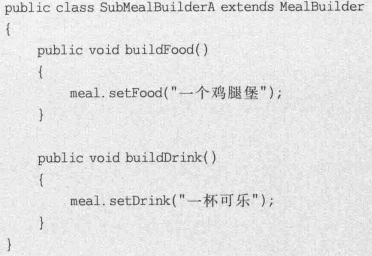 public class SubMealBuilderA extends MealBuilder
{
    public void buildFood()
    {
        meal.setFood("一个鸡腿堡");
    }

    public void buildDrink()
    {
        meal.setDrink("一杯可乐");
    }
}